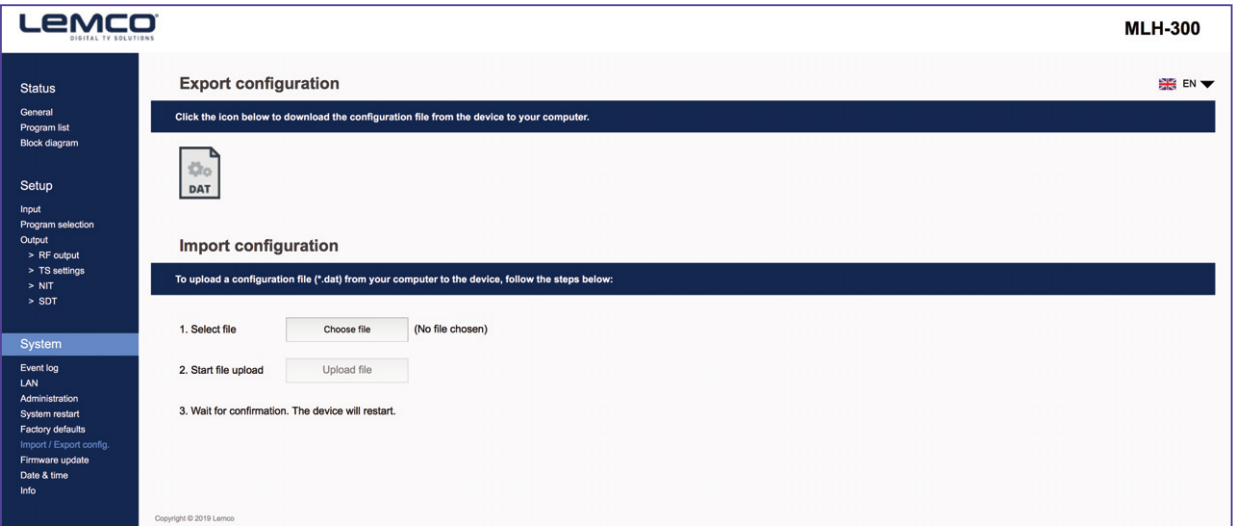 LEMCO
DIGITAL TV SOLUTIONS
MLH-300
Status
General
Program list
Block diagram
Setup
Input
Program selection
Output
> RF output
> TS settings
> NIT
> SDT
System
Event log
LAN
Administration
System restart
Factory defaults
Import / Export config.
Firmware update
Date & time
Info
Export configuration
EN
Click the icon below to download the configuration file from the device to your computer.
DAT
Import configuration
To upload a configuration file (*.dat) from your computer to the device, follow the steps below:
1. Select file Choose file (No file chosen)
2. Start file upload Upload file
3. Wait for confirmation. The device will restart.
Copyright © 2019 Lemco